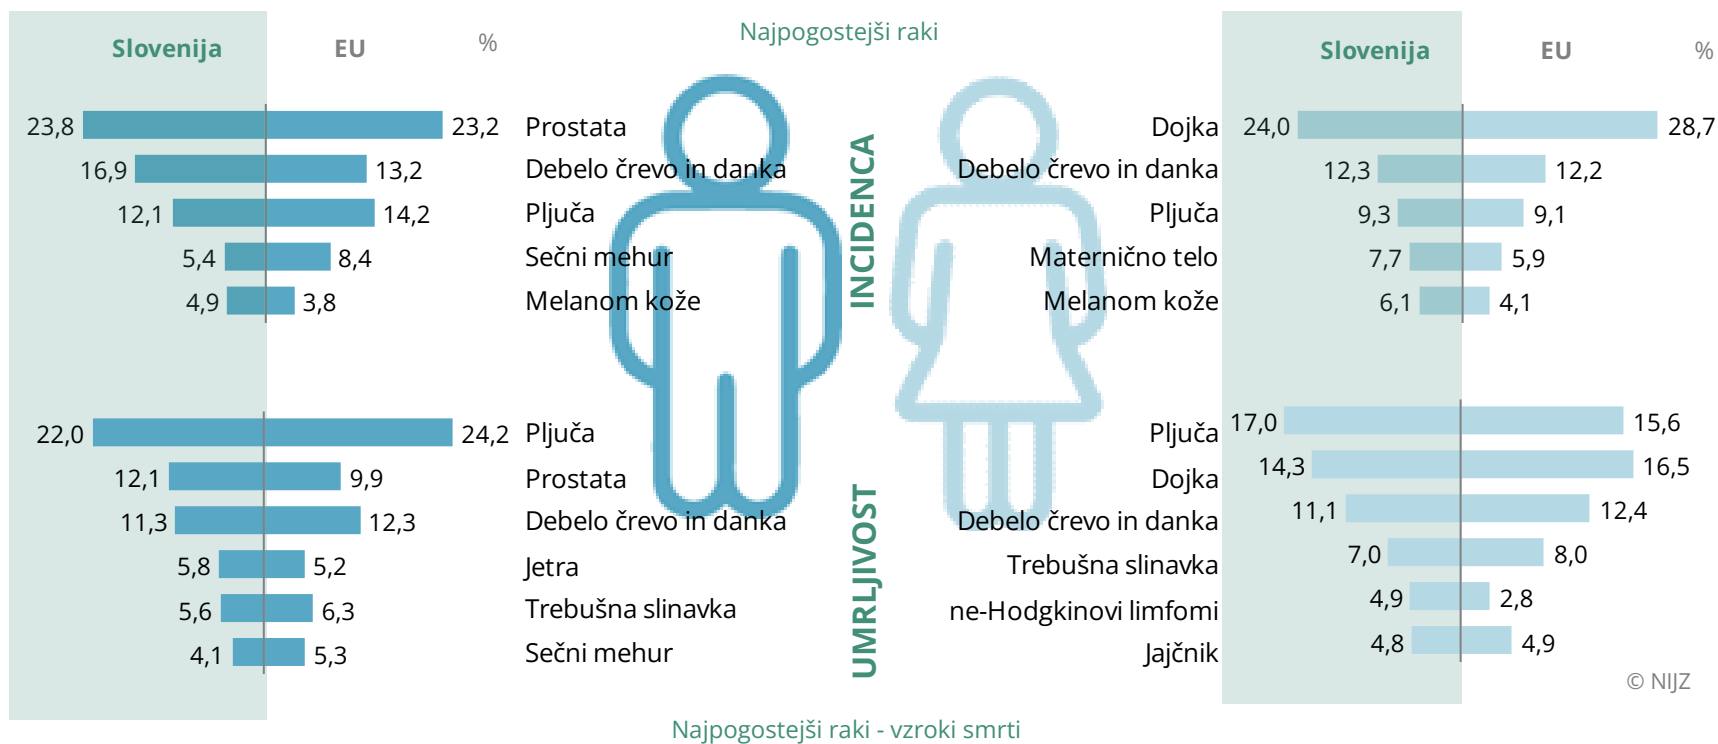 Najpogostejši raki
Slovenija EU %
23,8 23,2 Prostata
16,9 13,2 Debelo črevo in danka
12,1 14,2 Pljuča
5,4 8,4 Sečni mehur
4,9 3,8 Melanom kože
INCIDENCA
Slovenija EU %
Dojka 24,0 28,7
Debelo črevo in danka 12,3 12,2
Pljuča 9,3 9,1
Maternično telo 7,7 5,9
Melanom kože 6,1 4,1
22,0 24,2 Pljuča
12,1 9,9 Prostata
11,3 12,3 Debelo črevo in danka
5,8 5,2 Jetra
5,6 6,3 Trebušna slinavka
4,1 5,3 Sečni mehur
UMRLJIVOST
Pljuča 17,0 15,6
Dojka 14,3 16,5
Debelo črevo in danka 11,1 12,4
Trebušna slinavka 7,0 8,0
ne-Hodgkinovi limfomi 4,9 2,8
Jajčnik 4,8 4,9
© NIJZ
Najpogostejši raki - vzroki smrti